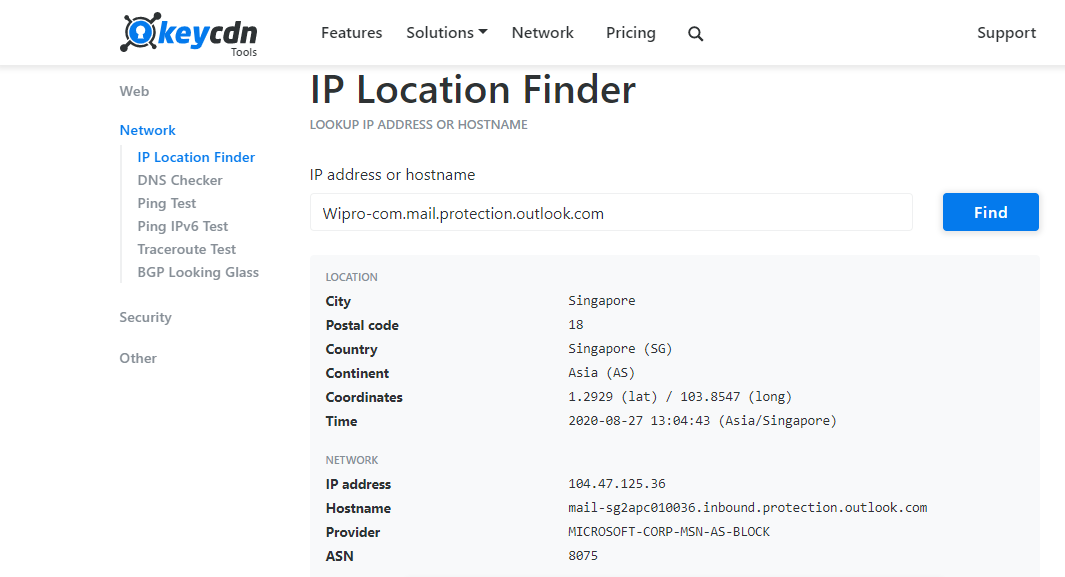 keycdn
Tools
Features Solutions Network Pricing Support
Web
Network
IP Location Finder
DNS Checker
Ping Test
Ping IPv6 Test
Traceroute Test
BGP Looking Glass
Security
Other
IP Location Finder
LOOKUP IP ADDRESS OR HOSTNAME
IP address or hostname
Wipro-com.mail.protection.outlook.com Find
LOCATION
City Singapore
Postal code 18
Country Singapore (SG)
Continent Asia (AS)
Coordinates 1.2929 (lat) / 103.8547 (long)
Time 2020-08-27 13:04:43 (Asia/Singapore)
NETWORK
IP address 104.47.125.36
Hostname mail-sg2apc010036.inbound.protection.outlook.com
Provider MICROSOFT-CORP-MSN-AS-BLOCK
ASN 8075